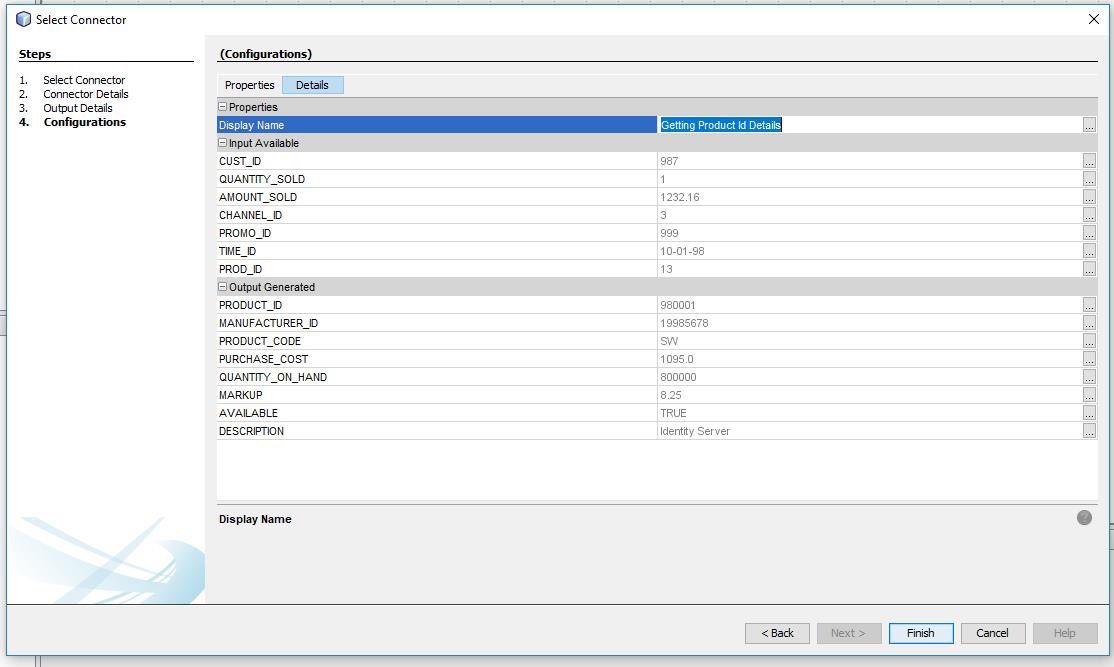 Select Connector
Steps
1. Select Connector
2. Connector Details
3. Output Details
4. Configurations
(Configurations)
Properties Details
Properties
Display Name Getting Product Id Details ...
Input Available
CUST_ID 987 ...
QUANTITY_SOLD 1 ...
AMOUNT_SOLD 1232.16 ...
CHANNEL_ID 3 ...
PROMO_ID 999 ...
TIME_ID 10-01-98 ...
PROD_ID 13 ...
Output Generated
PRODUCT_ID 980001 ...
MANUFACTURER_ID 19985678 ...
PRODUCT_CODE SW ...
PURCHASE_COST 1095.0 ...
QUANTITY_ON_HAND 800000 ...
MARKUP 8.25 ...
AVAILABLE TRUE ...
DESCRIPTION Identity Server ...
Display Name ?
< Back Next > Finish Cancel Help